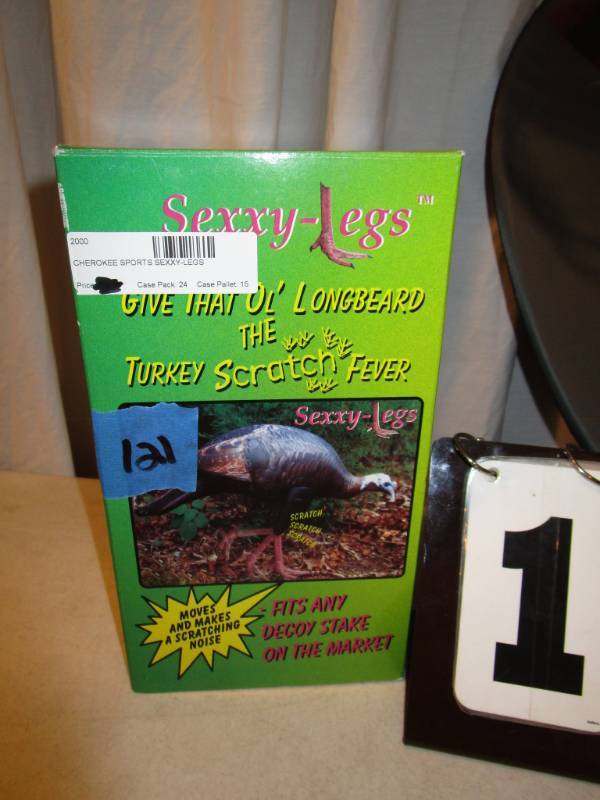 Sexxy-Legs™
2000
CHEROKEE SPORTS SEXXY-LEGS
Case Pack: 24 Case Pallet: 15
GIVE THAT OL' LONGBEARD
THE
TURKEY Scratch FEVER
121
Sexxy-Legs
SCRATCH
SCRATCH
SCRATCH
MOVES
AND MAKES
A SCRATCHING
NOISE
- FITS ANY
DECOY STAKE
ON THE MARKET
1